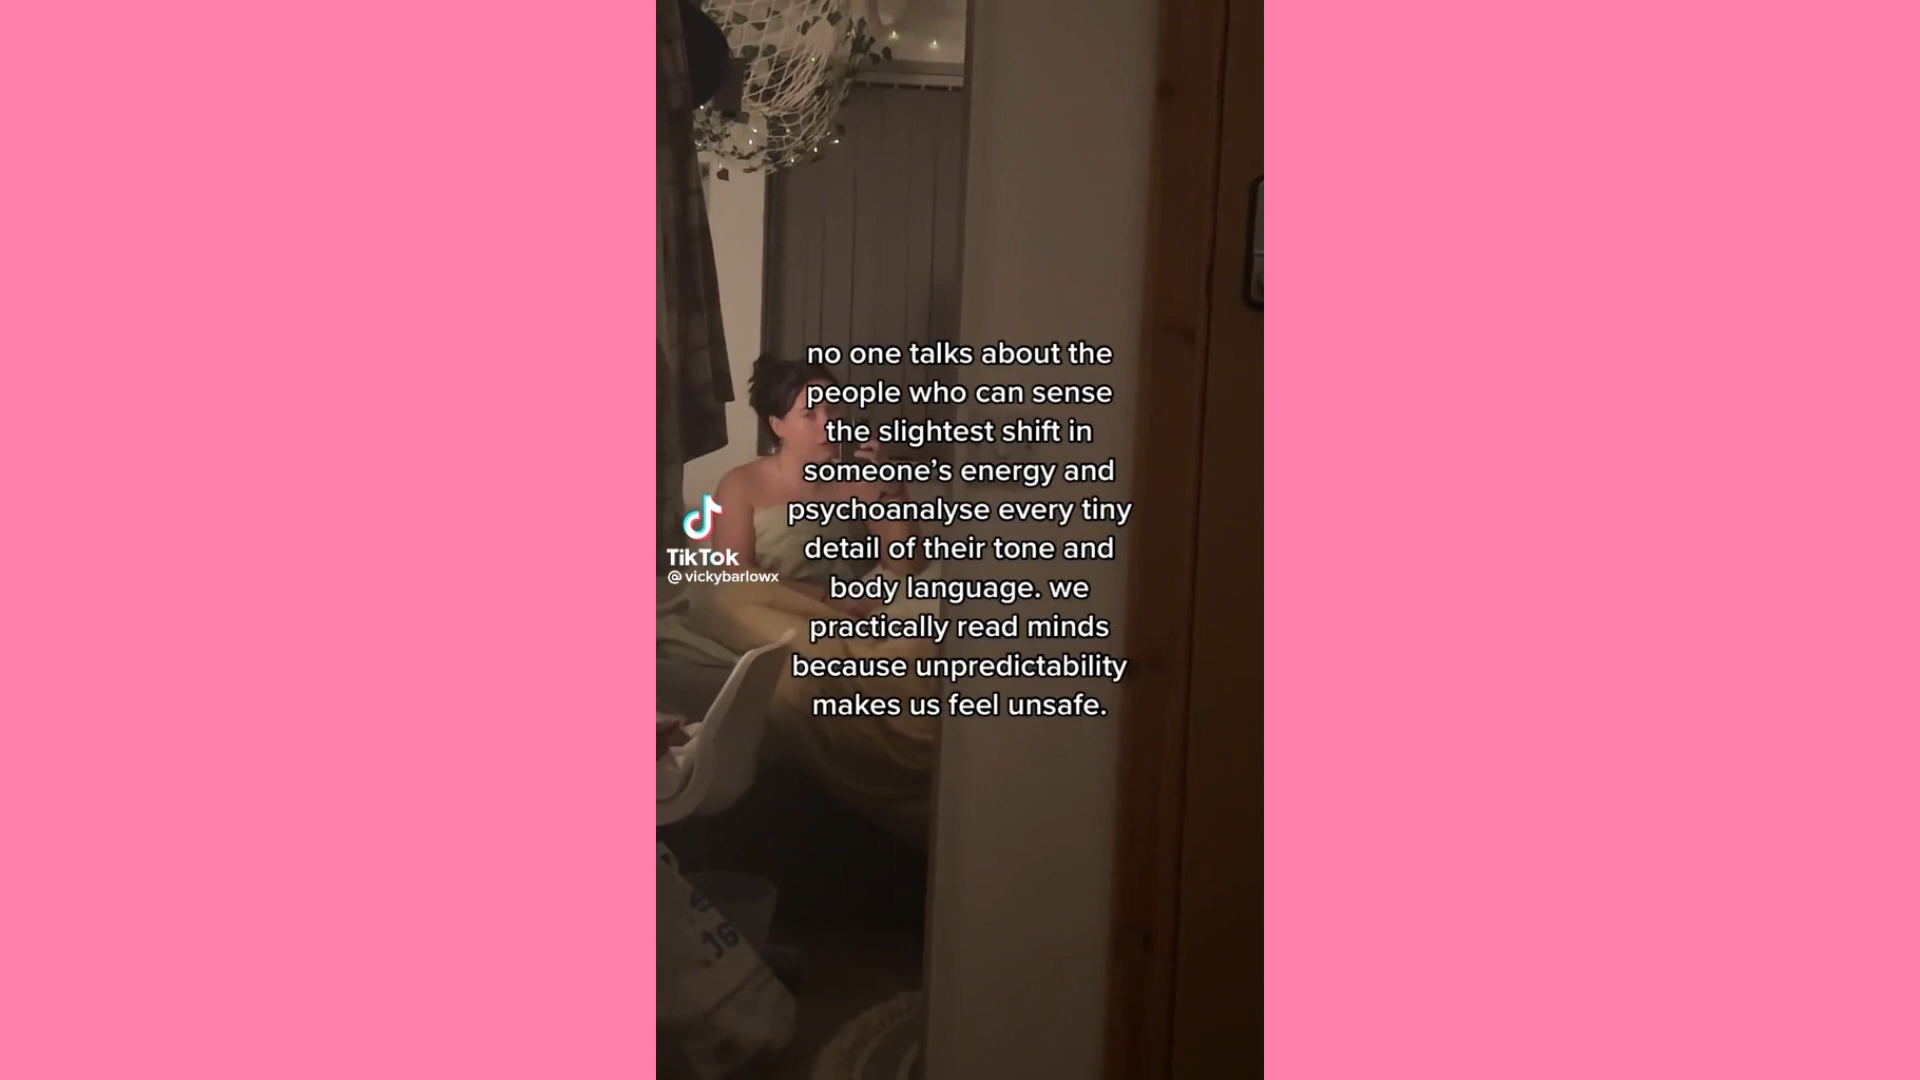 no one talks about the
people who can sense
the slightest shift in
someone’s energy and
psychoanalyse every tiny
detail of their tone and
body language. we
practically read minds
because unpredictability
makes us feel unsafe.
TikTok
@vickybarlowx
16